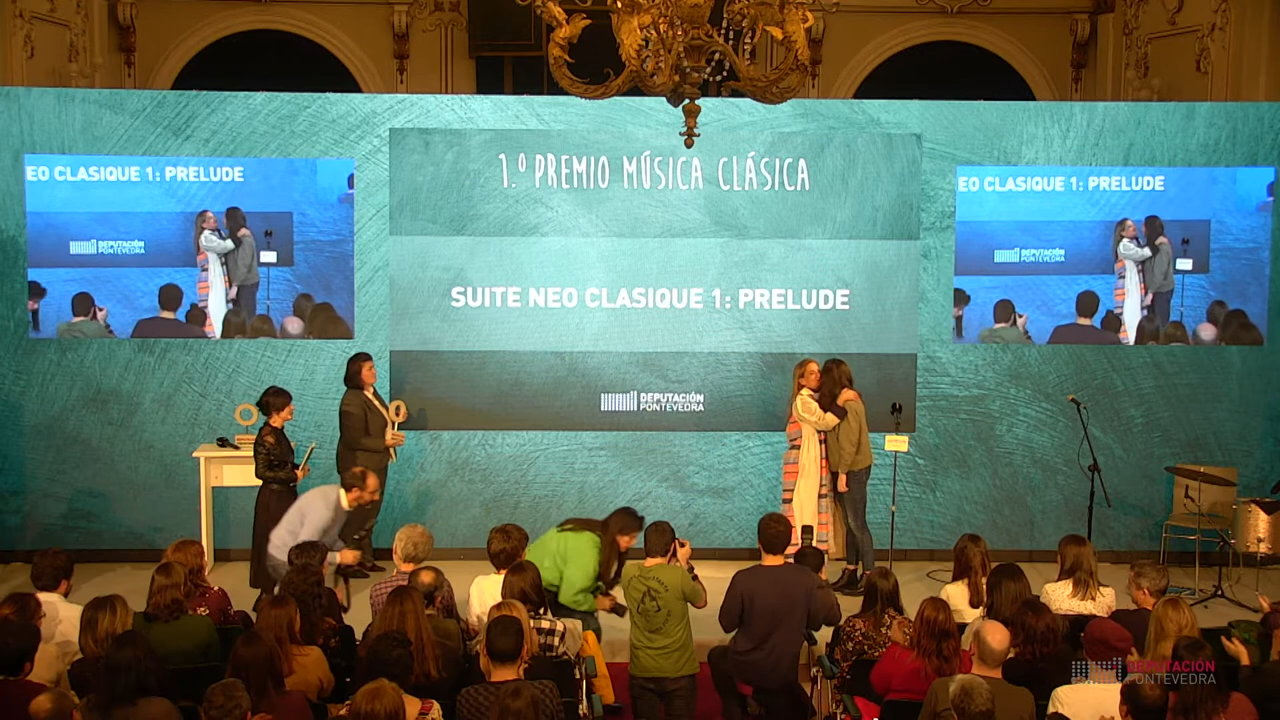 1.º PREMIO MÚSICA CLÁSICA
SUITE NEO CLASIQUE 1: PRELUDE
DEPUTACIÓN
PONTEVEDRA
EO CLASIQUE 1: PRELUDE
DEPUTACIÓN
PONTEVEDRA
EO CLASIQUE 1: PRELUDE
DEPUTACIÓN
PONTEVEDRA
DEPUTACIÓN
PONTEVEDRA